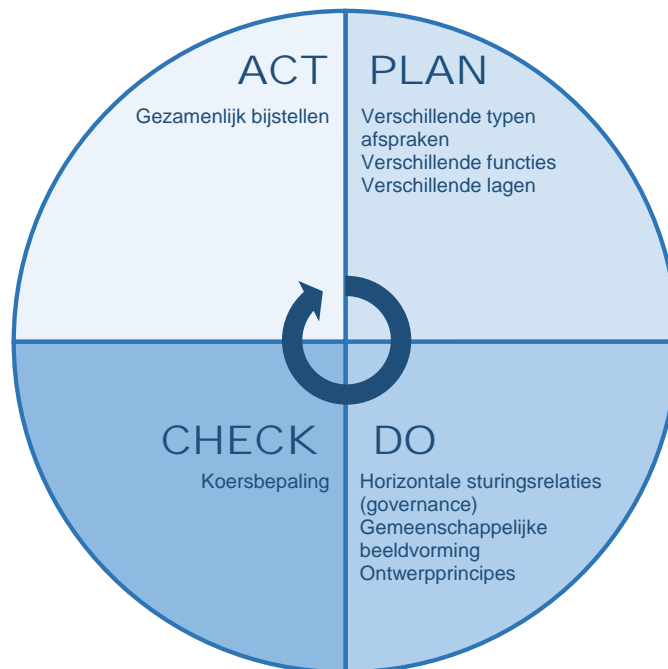 ACT
Gezamenlijk bijstellen
PLAN
Verschillende typen
afspraken
Verschillende functies
Verschillende lagen
CHECK
Koersbepaling
DO
Horizontale sturingsrelaties
(governance)
Gemeenschappelijke
beeldvorming
Ontwerpprincipes